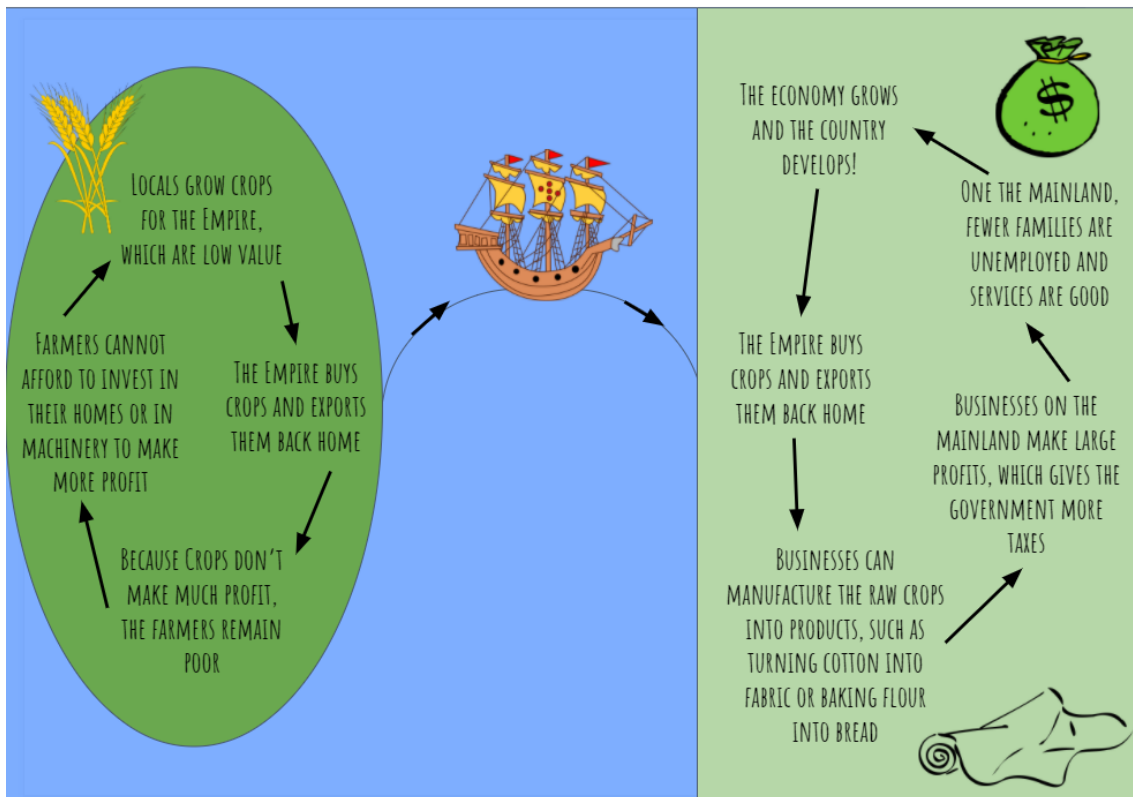 Locals grow crops
for the Empire,
which are low value
The Empire buys
crops and exports
them back home
Because Crops don't
make much profit,
the farmers remain
poor
Farmers cannot
afford to invest in
their homes or in
machinery to make
more profit
The economy grows
and the country
develops!
The Empire buys
crops and exports
them back home
Businesses can
manufacture the raw crops
into products, such as
turning cotton into
fabric or baking flour
into bread
Businesses on the
mainland make large
profits, which gives the
government more
taxes
One the mainland,
fewer families are
unemployed and
services are good
$